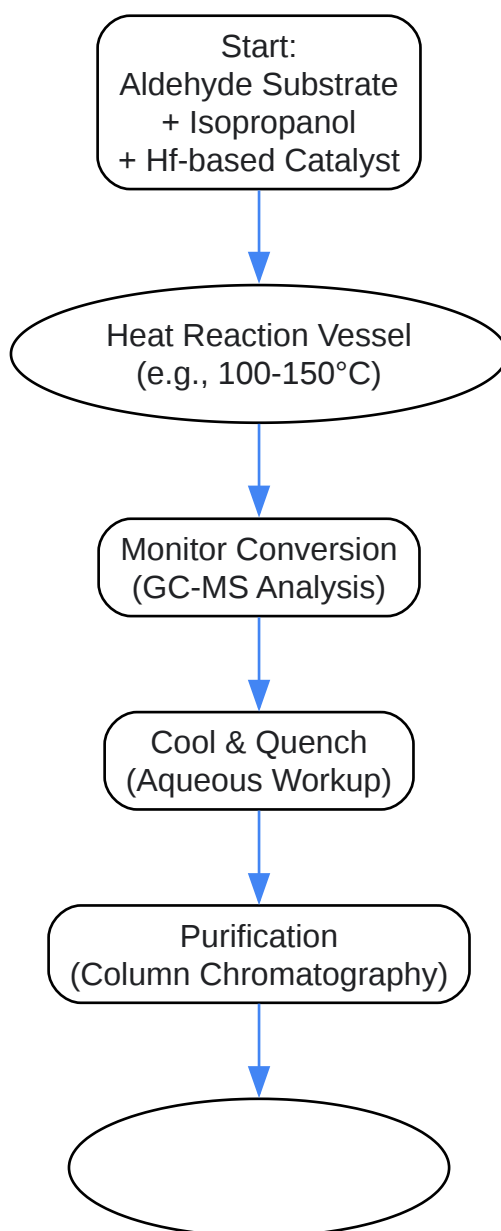 Start:
Aldehyde Substrate
+ Isopropanol
+ Hf-based Catalyst
Heat Reaction Vessel
(e.g., 100-150°C)
Monitor Conversion
(GC-MS Analysis)
Cool & Quench
(Aqueous Workup)
Purification
(Column Chromatography)